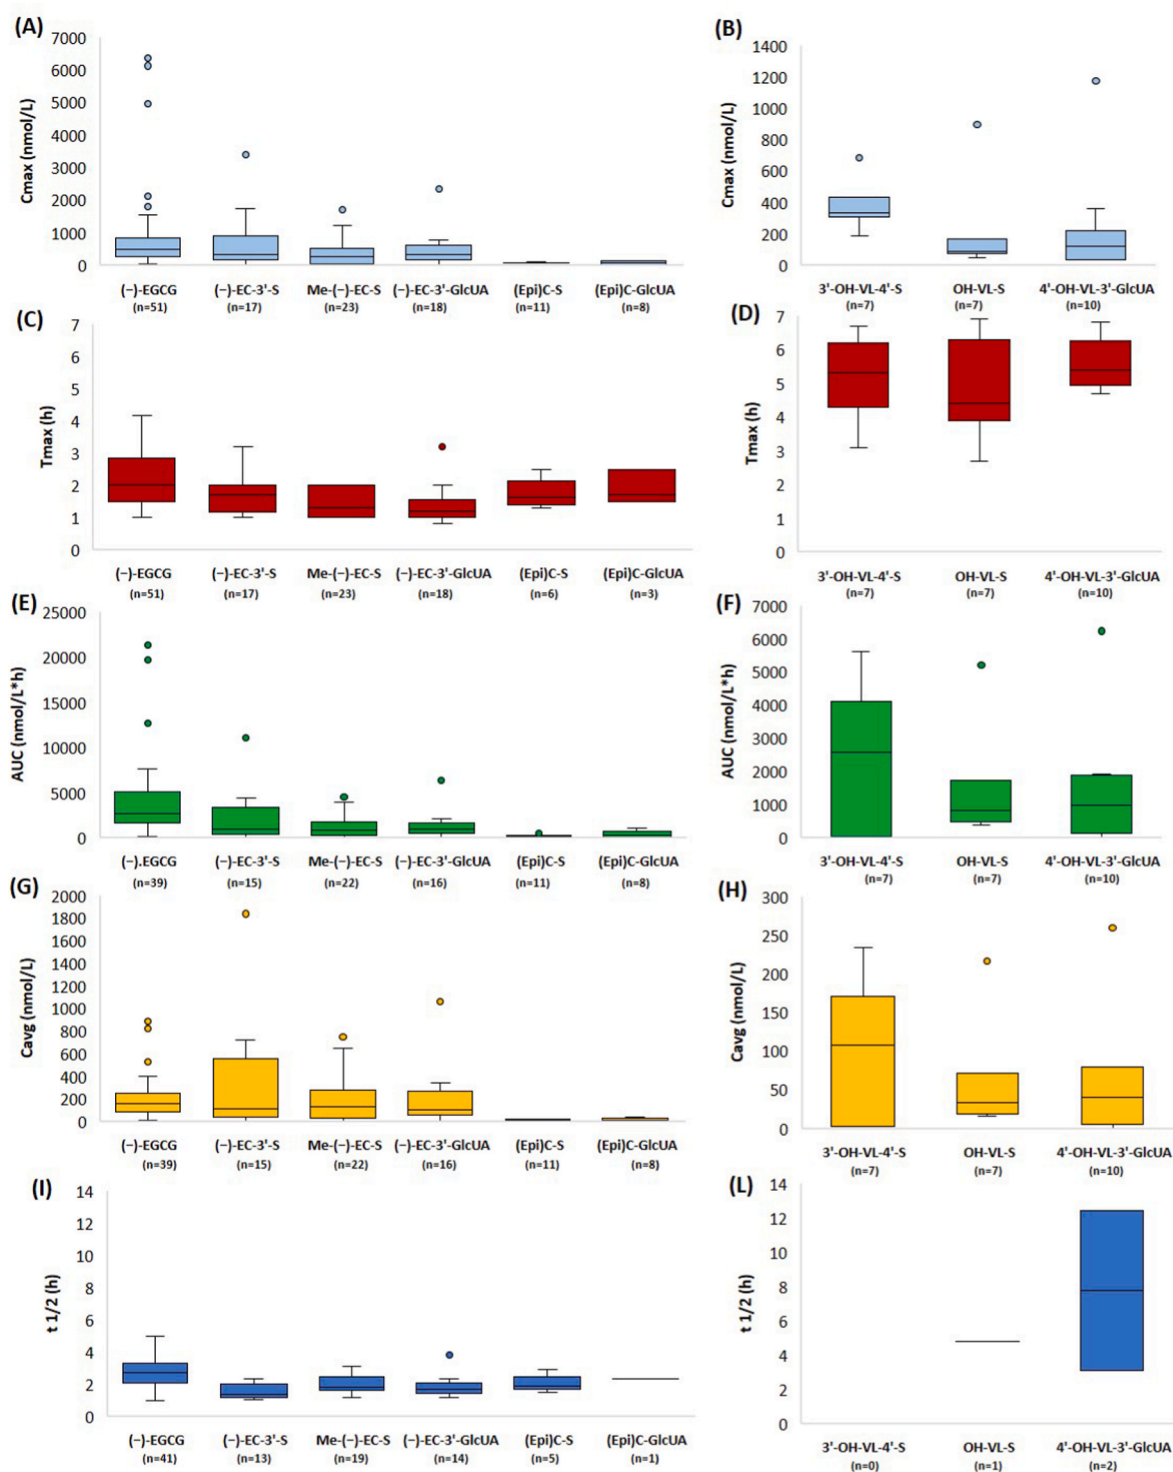 (A)
Cmax (nmol/L)
7000
6000
5000
4000
3000
2000
1000
0
(−)-EGCG (−)-EC-3'-S Me-(−)-EC-S (−)-EC-3'-GlcUA (Epi)C-S (Epi)C-GlcUA
(n=51) (n=17) (n=23) (n=18) (n=11) (n=8)
(B)
Cmax (nmol/L)
1400
1200
1000
800
600
400
200
0
3'-OH-VL-4'-S OH-VL-S 4'-OH-VL-3'-GlcUA
(n=7) (n=7) (n=10)
(C)
Tmax (h)
7
6
5
4
3
2
1
0
(−)-EGCG (−)-EC-3'-S Me-(−)-EC-S (−)-EC-3'-GlcUA (Epi)C-S (Epi)C-GlcUA
(n=51) (n=17) (n=23) (n=18) (n=6) (n=3)
(D)
Tmax (h)
7
6
5
4
3
2
1
0
3'-OH-VL-4'-S OH-VL-S 4'-OH-VL-3'-GlcUA
(n=7) (n=7) (n=10)
(E)
AUC (nmol/L*h)
25000
20000
15000
10000
5000
0
(−).EGCG (−)-EC-3'-S Me-(−)-EC-S (−)-EC-3'-GlcUA (Epi)C-S (Epi)C-GlcUA
(n=39) (n=15) (n=22) (n=16) (n=11) (n=8)
(F)
AUC (nmol/L*h)
7000
6000
5000
4000
3000
2000
1000
0
3'-OH-VL-4'-S OH-VL-S 4'-OH-VL-3'-GlcUA
(n=7) (n=7) (n=10)
(G)
Cavg (nmol/L)
2000
1800
1600
1400
1200
1000
800
600
400
200
0
(−)-EGCG (−)-EC-3'-S Me-(−)-EC-S (−)-EC-3'-GlcUA (Epi)C-S (Epi)C-GlcUA
(n=39) (n=15) (n=22) (n=16) (n=11) (n=8)
(H)
Cavg (nmol/L)
300
250
200
150
100
50
0
3'-OH-VL-4'-S OH-VL-S 4'-OH-VL-3'-GlcUA
(n=7) (n=7) (n=10)
(I)
t 1/2 (h)
14
12
10
8
6
4
2
0
(−)-EGCG (−)-EC-3'-S Me-(−)-EC-S (−)-EC-3'-GlcUA (Epi)C-S (Epi)C-GlcUA
(n=41) (n=13) (n=19) (n=14) (n=5) (n=1)
(L)
t 1/2 (h)
14
12
10
8
6
4
2
0
3'-OH-VL-4'-S OH-VL-S 4'-OH-VL-3'-GlcUA
(n=0) (n=1) (n=2)